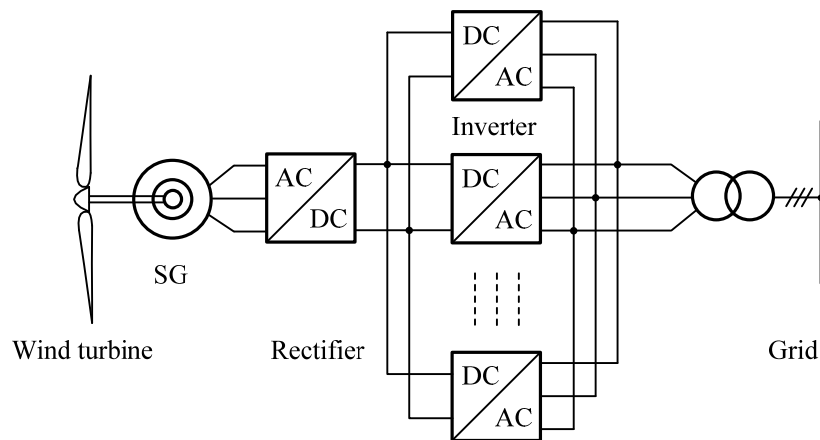 DC
AC
Inverter
AC
DC
DC
AC
SG
Wind turbine
Rectifier
Grid
DC
AC